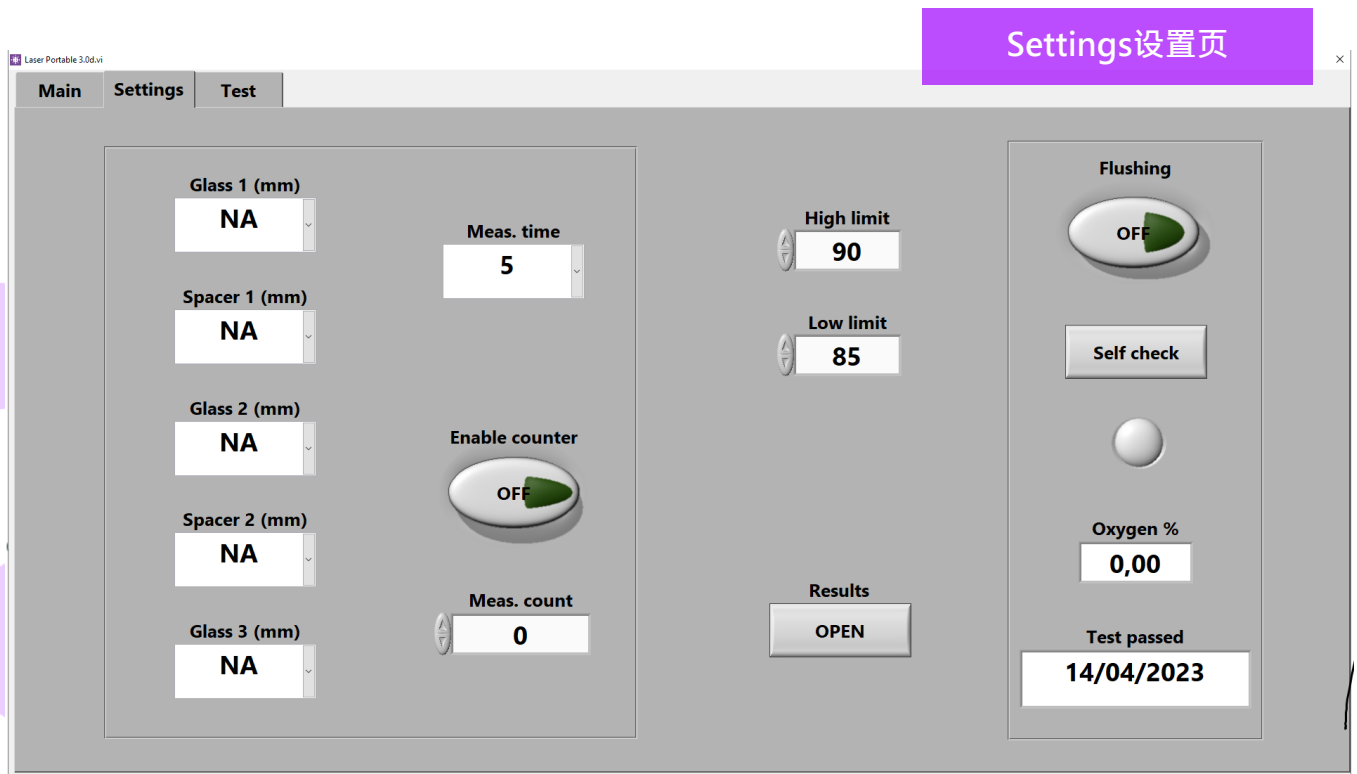 Settings设置页
Laser Portable 3.0d.vi
Main
Settings
Test
Glass 1 (mm)
NA
Spacer 1 (mm)
NA
Glass 2 (mm)
NA
Spacer 2 (mm)
NA
Glass 3 (mm)
NA
Meas. time
5
Enable counter
OFF
Meas. count
0
High limit
90
Low limit
85
Results
OPEN
Flushing
OFF
Self check
Oxygen %
0,00
Test passed
14/04/2023